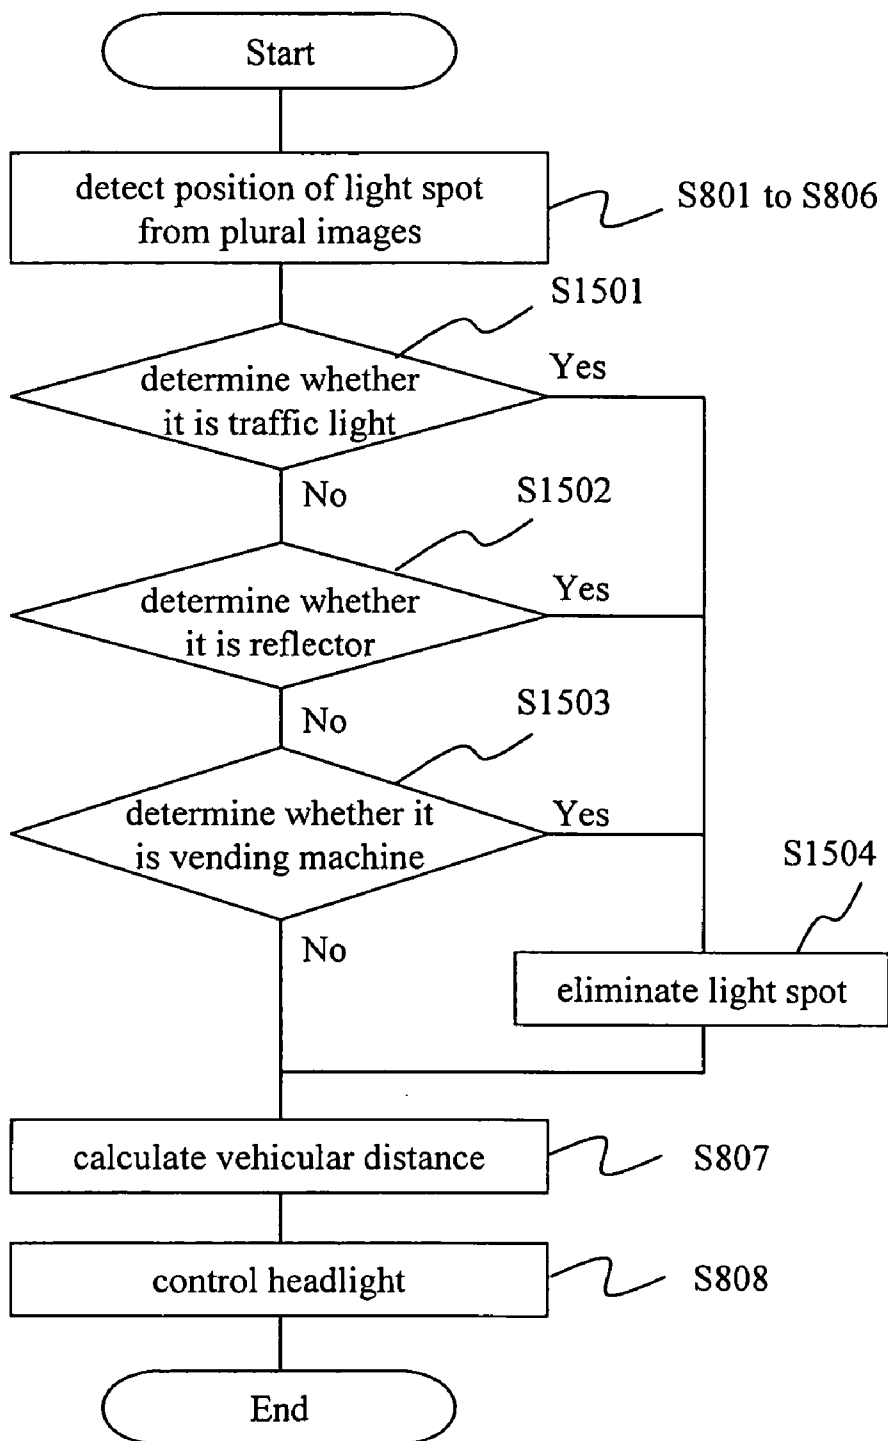 Start
detect position of light spot
from plural images
S801 to S806
S1501
determine whether
it is traffic light
Yes
No
S1502
determine whether
it is reflector
Yes
No
S1503
determine whether it
is vending machine
Yes
No
S1504
eliminate light spot
calculate vehicular distance
S807
control headlight
S808
End